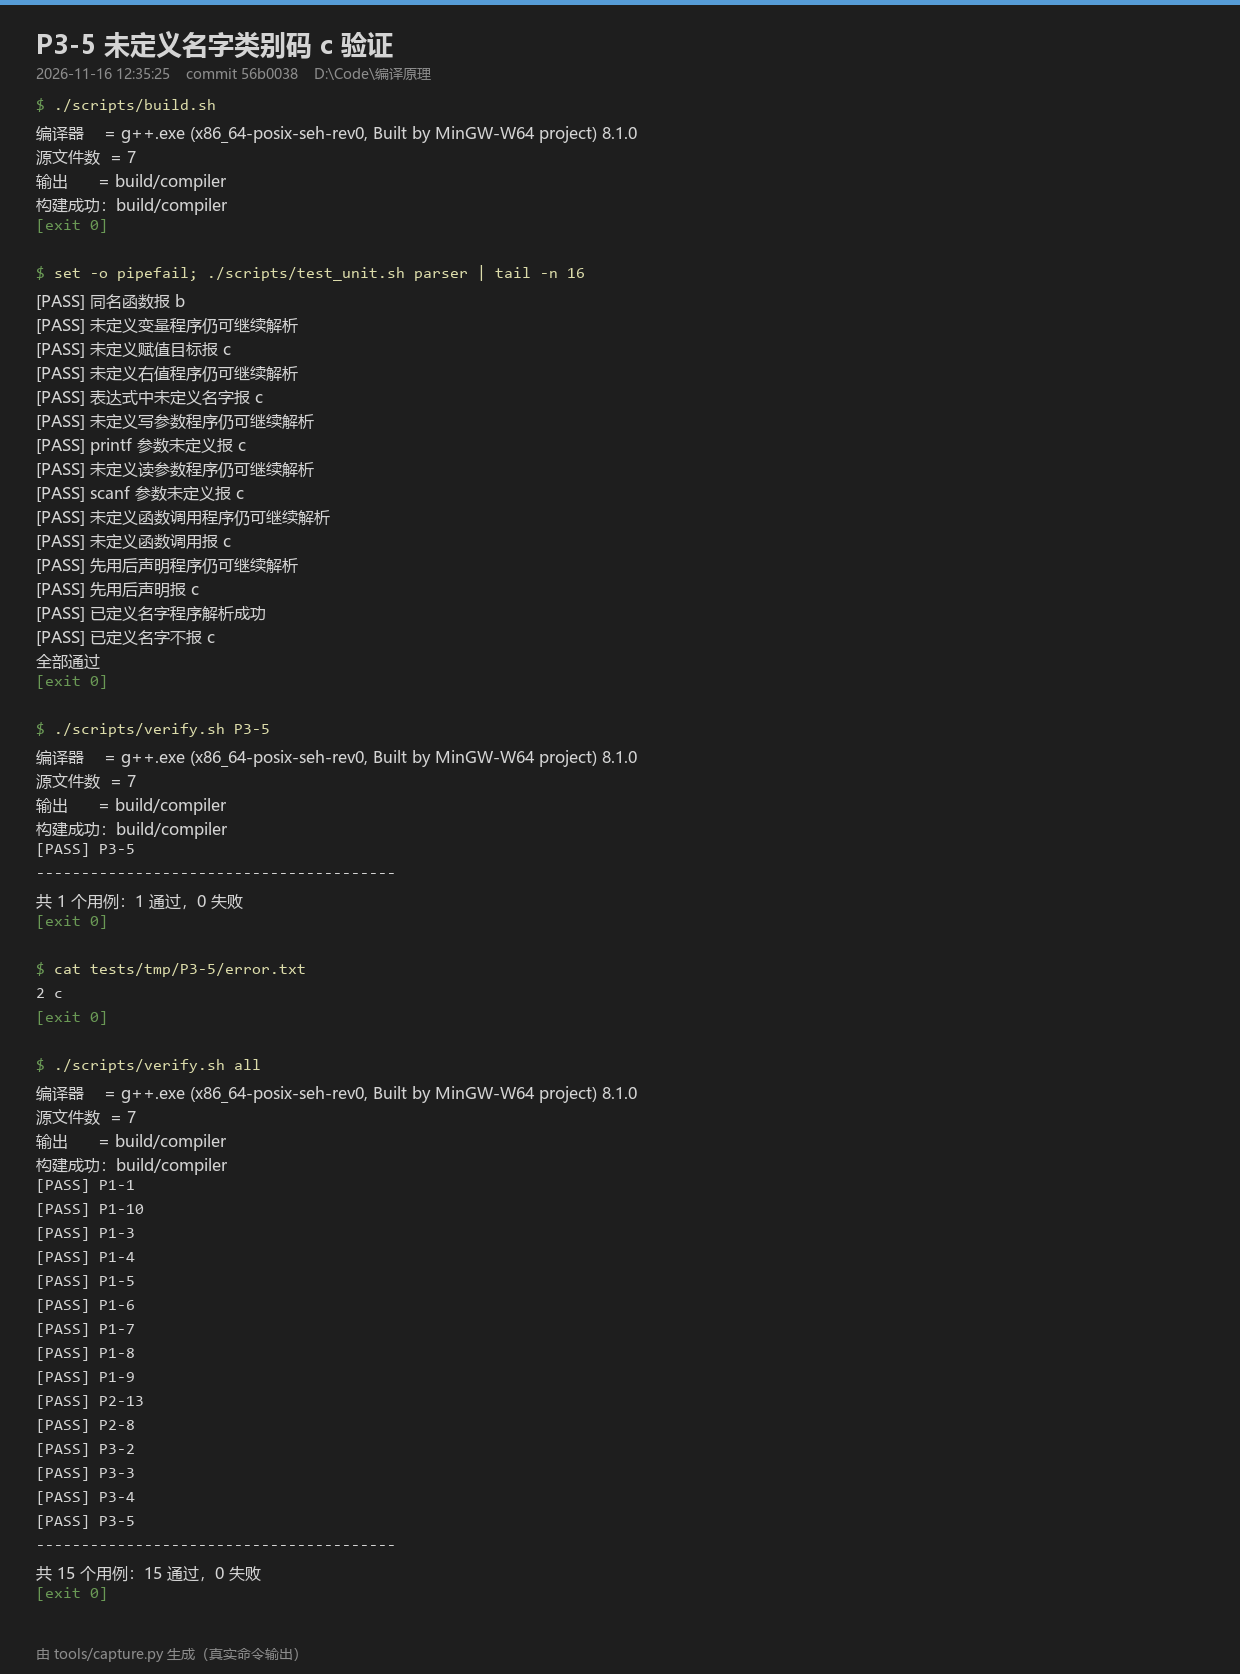 P3-5 未定义名字类别码 c 验证
2026-11-16 12:35:25 commit 56b0038 D:\Code\编译原理
$ ./scripts/build.sh
编译器 = g++.exe (x86_64-posix-seh-rev0, Built by MinGW-W64 project) 8.1.0
源文件数 = 7
输出 = build/compiler
构建成功：build/compiler
[exit 0]
$ set -o pipefail; ./scripts/test_unit.sh parser | tail -n 16
[PASS] 同名函数报 b
[PASS] 未定义变量程序仍可继续解析
[PASS] 未定义赋值目标报 c
[PASS] 未定义右值程序仍可继续解析
[PASS] 表达式中未定义名字报 c
[PASS] 未定义写参数程序仍可继续解析
[PASS] printf 参数未定义报 c
[PASS] 未定义读参数程序仍可继续解析
[PASS] scanf 参数未定义报 c
[PASS] 未定义函数调用程序仍可继续解析
[PASS] 未定义函数调用报 c
[PASS] 先用后声明程序仍可继续解析
[PASS] 先用后声明报 c
[PASS] 已定义名字程序解析成功
[PASS] 已定义名字不报 c
全部通过
[exit 0]
$ ./scripts/verify.sh P3-5
编译器 = g++.exe (x86_64-posix-seh-rev0, Built by MinGW-W64 project) 8.1.0
源文件数 = 7
输出 = build/compiler
构建成功：build/compiler
[PASS] P3-5
----------------------------------------
共 1 个用例：1 通过，0 失败
[exit 0]
$ cat tests/tmp/P3-5/error.txt
2 c
[exit 0]
$ ./scripts/verify.sh all
编译器 = g++.exe (x86_64-posix-seh-rev0, Built by MinGW-W64 project) 8.1.0
源文件数 = 7
输出 = build/compiler
构建成功：build/compiler
[PASS] P1-1
[PASS] P1-10
[PASS] P1-3
[PASS] P1-4
[PASS] P1-5
[PASS] P1-6
[PASS] P1-7
[PASS] P1-8
[PASS] P1-9
[PASS] P2-13
[PASS] P2-8
[PASS] P3-2
[PASS] P3-3
[PASS] P3-4
[PASS] P3-5
----------------------------------------
共 15 个用例：15 通过，0 失败
[exit 0]
由 tools/capture.py 生成（真实命令输出）